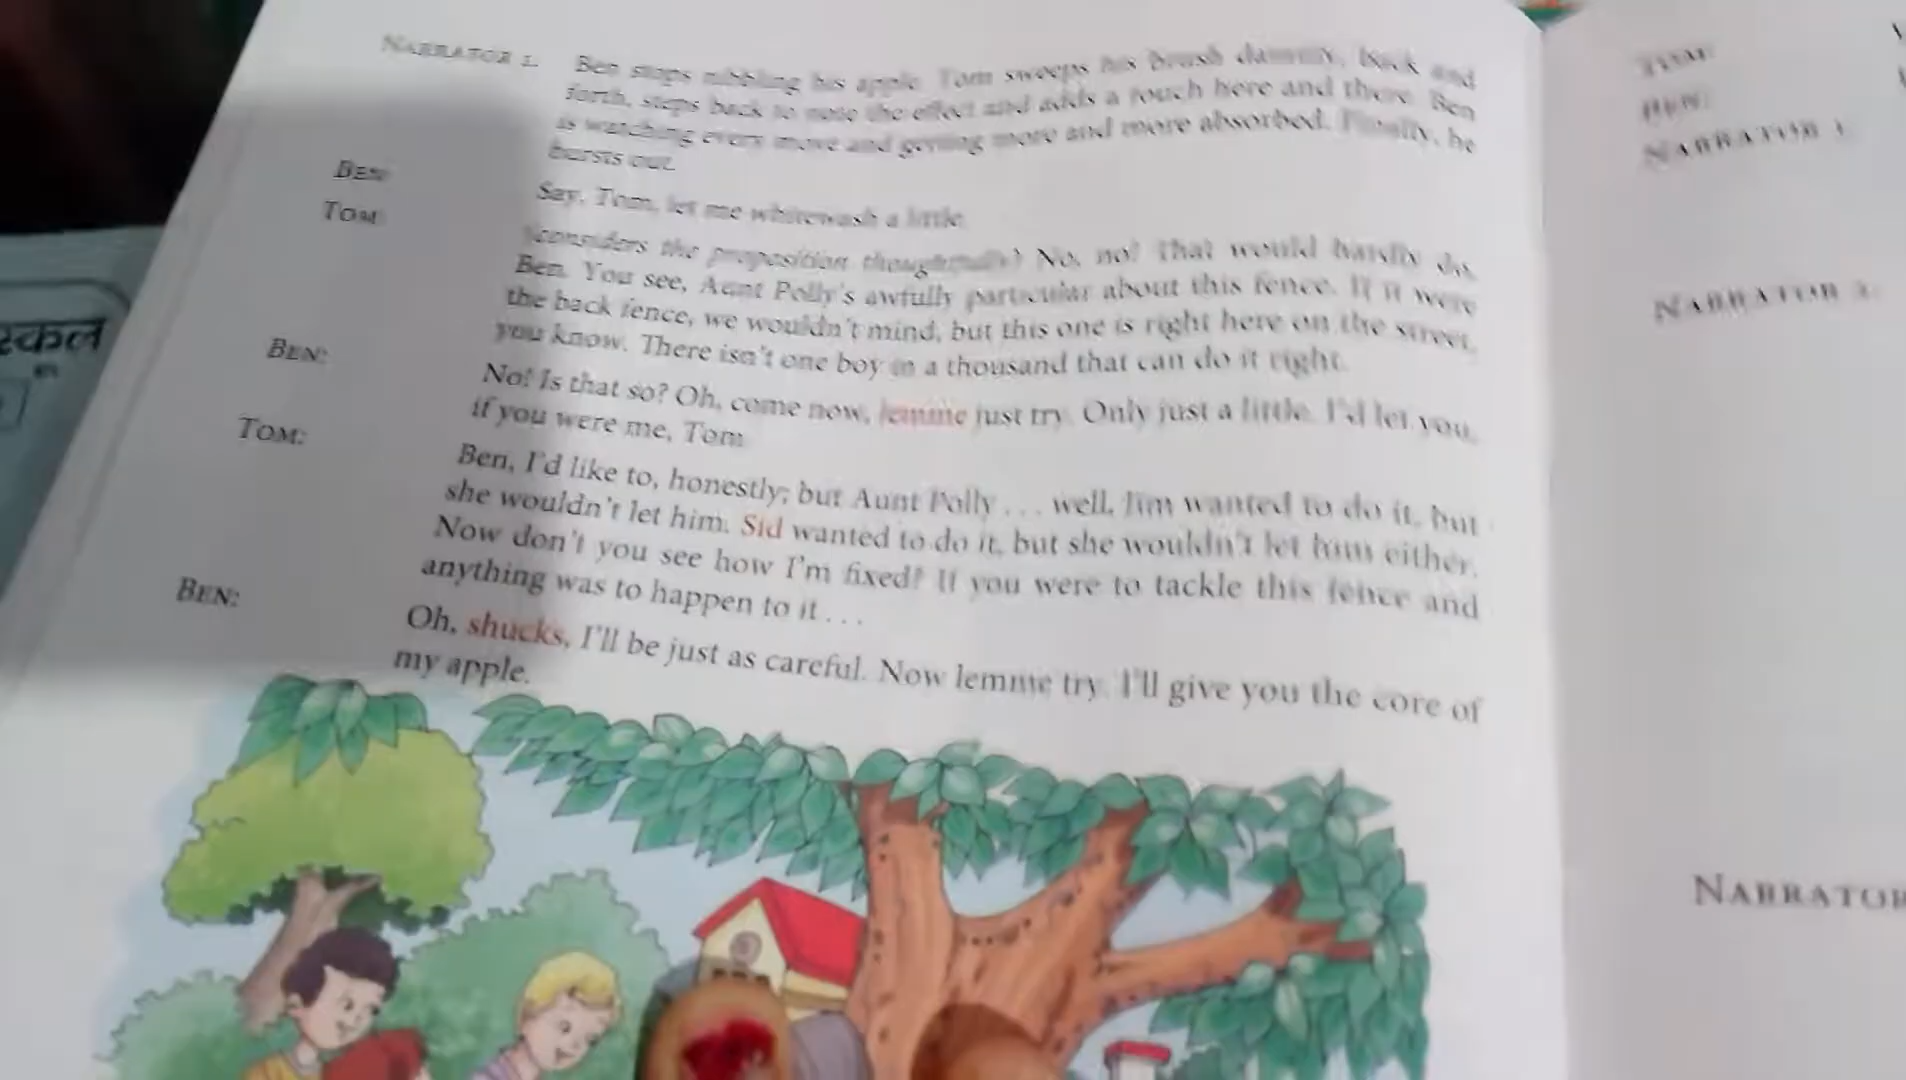 NARRATOR 1: Ben stops nibbling his apple. Tom sweeps his brush daintily, back and
forth, steps back to note the effect and adds a touch here and there. Ben
is watching every move and getting more and more absorbed. Finally, he
bursts out.
BEN: Say, Tom, let me whitewash a little.
TOM: (considers the proposition thoughtfully) No, no! That would hardly do,
Ben. You see, Aunt Polly's awfully particular about this fence. If it were
the back fence, we wouldn't mind, but this one is right here on the street,
you know. There isn't one boy in a thousand that can do it right.
BEN: No! Is that so? Oh, come now, lemme just try. Only just a little. I'd let you,
if you were me, Tom
TOM: Ben, I'd like to, honestly; but Aunt Polly . . . well, Jim wanted to do it, but
she wouldn't let him. Sid wanted to do it, but she wouldn't let him either.
Now don't you see how I'm fixed? If you were to tackle this fence and
anything was to happen to it . . .
BEN: Oh, shucks, I'll be just as careful. Now lemme try. I'll give you the core of
my apple.
स्कूल
TOM:
BEN:
NARRATOR 1:
NARRATOR 2:
NARRATOR